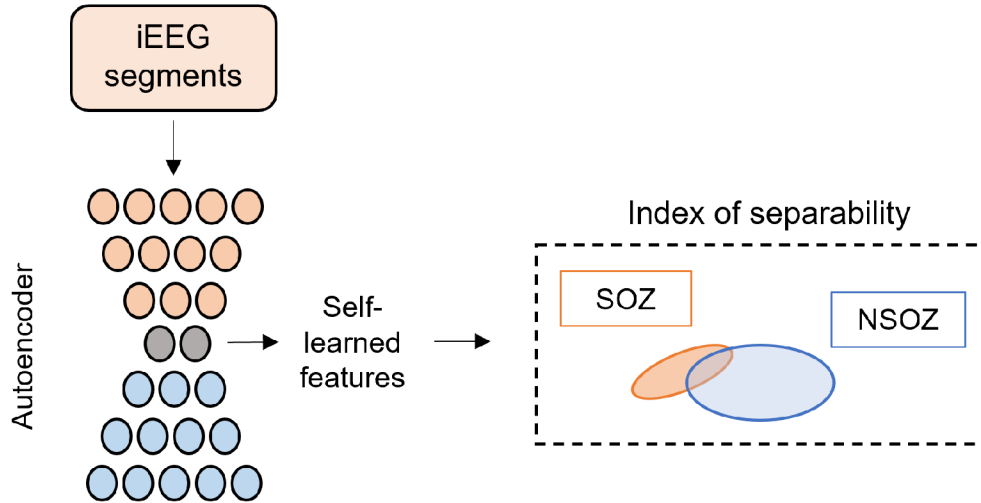 iEEG
segments
Autoencoder
Self-
learned
features
Index of separability
SOZ
NSOZ